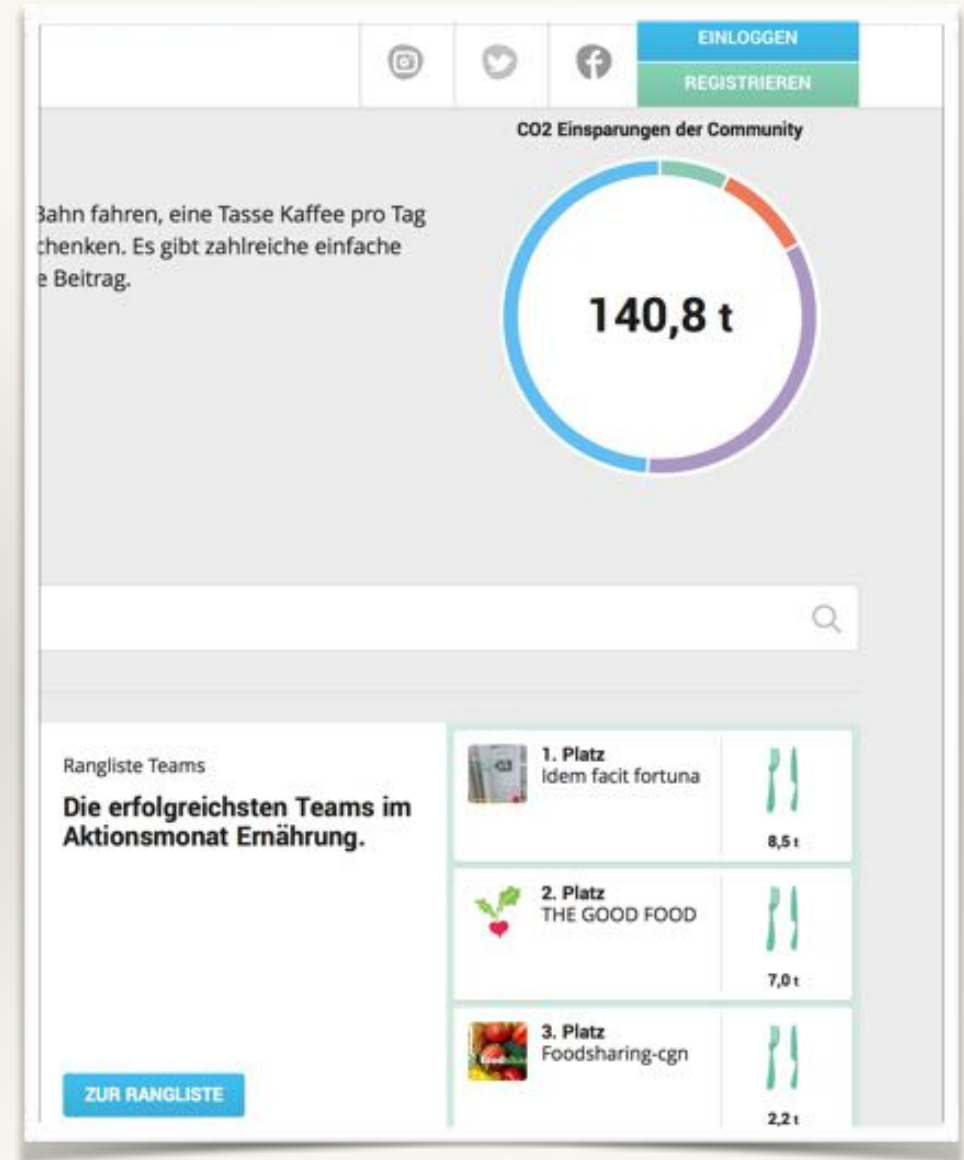 EINLOGGEN
REGISTRIEREN
CO2 Einsparungen der Community
Bahn fahren, eine Tasse Kaffee pro Tag
chenken. Es gibt zahlreiche einfache
e Beitrag.
140,8 t
Rangliste Teams
Die erfolgreichsten Teams im
Aktionsmonat Ernährung.
ZUR RANGLISTE
1. Platz
Idem facit fortuna
8,5 t
2. Platz
THE GOOD FOOD
7,0 t
3. Platz
Foodsharing-cgn
2,2 t